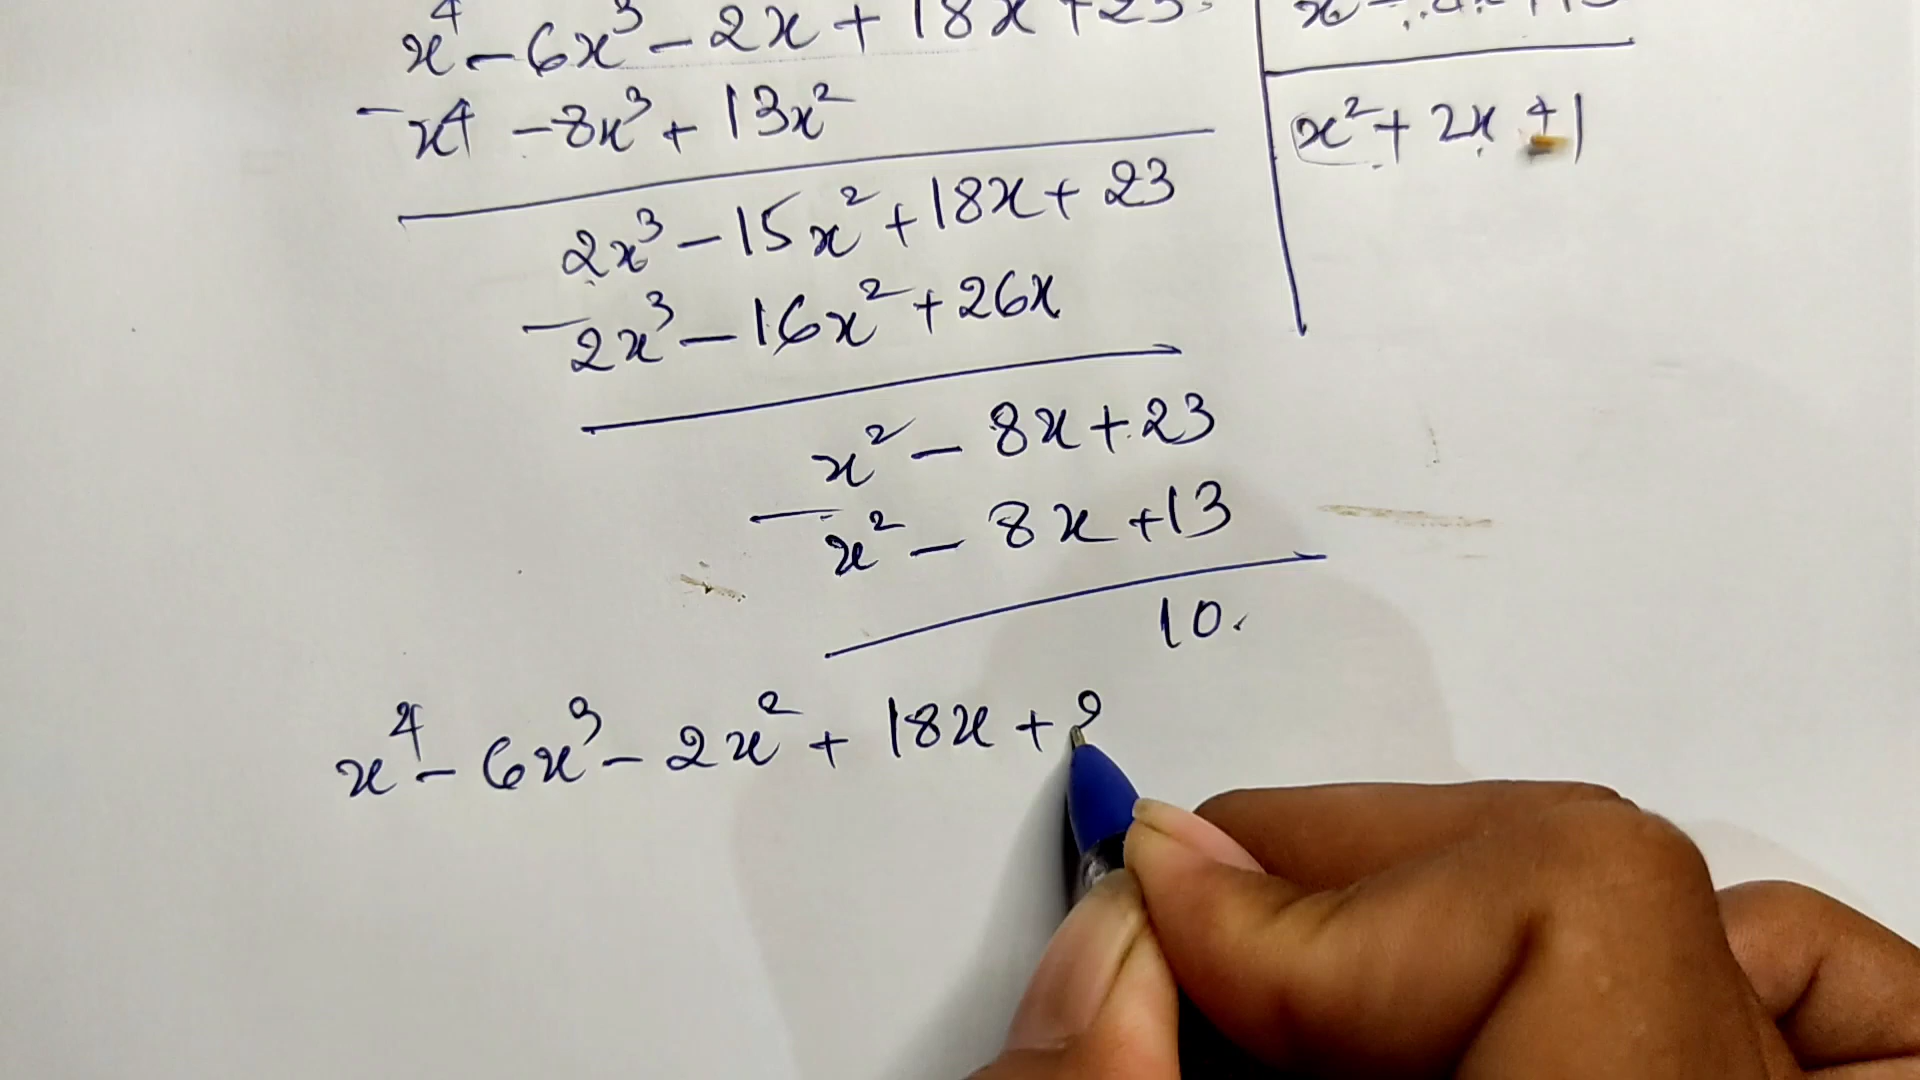 x⁴ - 6x³ - 2x + 18x + 23
- x⁴ - 8x³ + 13x²
x² + 2x + 1
2x³ - 15x² + 18x + 23
- 2x³ - 16x² + 26x
x² - 8x + 23
- x² - 8x + 13
10.
x⁴ - 6x³ - 2x² + 18x +